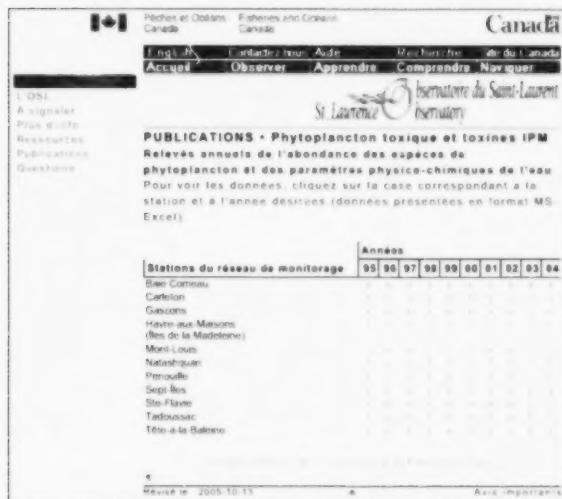 Pêches et Océans Canada
Fisheries and Oceans Canada
Canada
English Contactez-nous Aide Recherche Site du Canada
Accueil Observer Apprendre Comprendre Naviguer
L'OSL
A signaler
Plus d'info
Ressources
Publications
Questions
Observatoire du Saint-Laurent
St. Lawrence Observatory
PUBLICATIONS • Phytoplancton toxique et toxines IPM
Relevés annuels de l'abondance des espèces de
phytoplancton et des paramètres physico-chimiques de l'eau
Pour voir les données, cliquez sur la case correspondant à la
station et à l'année désirées (données présentées en format MS-
Excel)
Années
Stations du réseau de monitorage 95 96 97 98 99 00 01 02 03 04
Baie Comeau
Carleton
Gascons
Havre-aux-Maisons
(Îles de la Madeleine)
Mont-Louis
Natashquan
Penouille
Sept-Îles
Ste-Flavie
Tadoussac
Tête-à-la-Baleine
Révisé le 2005-10-13
Avis importants